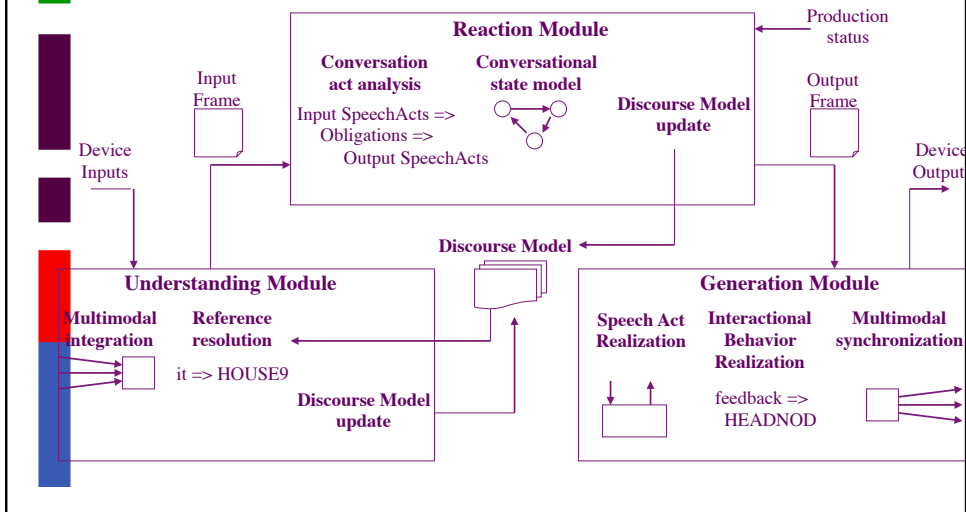 Reaction Module
Production
status
Conversation
act analysis
Conversational
state model
Input SpeechActs =>
Obligations =>
Output SpeechActs
Discourse Model
update
Input
Frame
Output
Frame
Device
Inputs
Device
Output
Discourse Model
Understanding Module
Multimodal
integration
Reference
resolution
it => HOUSE9
Discourse Model
update
Generation Module
Speech Act
Realization
Interactional
Behavior
Realization
Multimodal
synchronization
feedback =>
HEADNOD